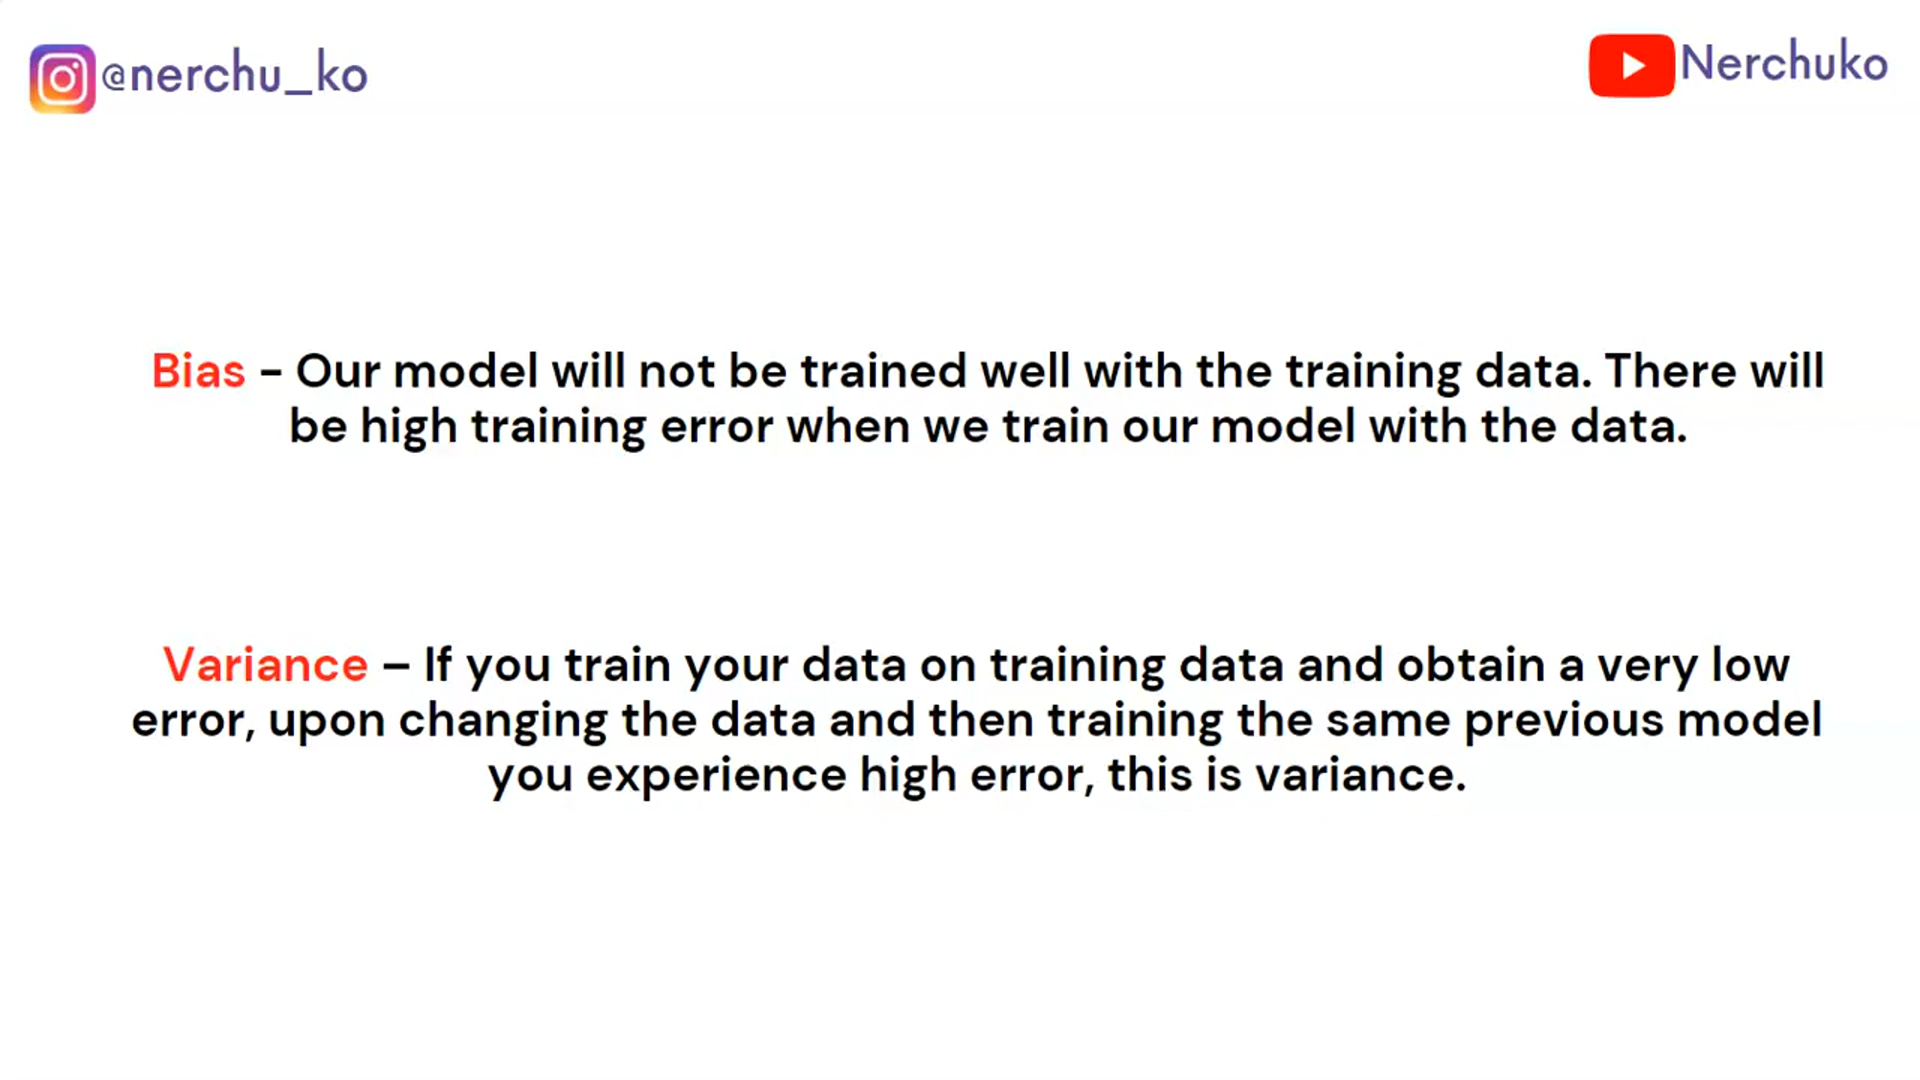 @nerchu_ko
Nerchuko
Bias - Our model will not be trained well with the training data. There will
be high training error when we train our model with the data.
Variance – If you train your data on training data and obtain a very low
error, upon changing the data and then training the same previous model
you experience high error, this is variance.